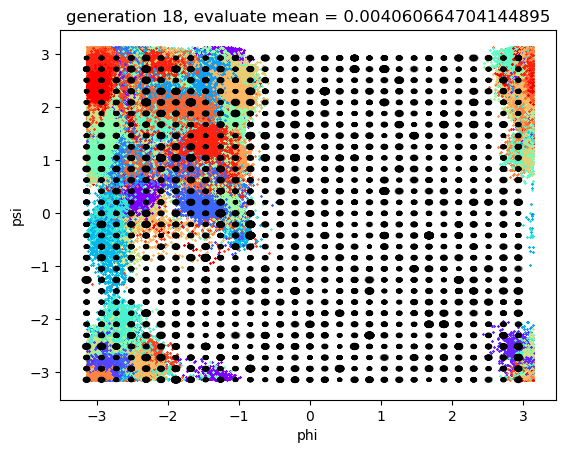 generation 18, evaluate mean = 0.004060664704144895
3
2
1
0
−1
−2
−3
psi
−3 −2 −1 0 1 2 3
phi